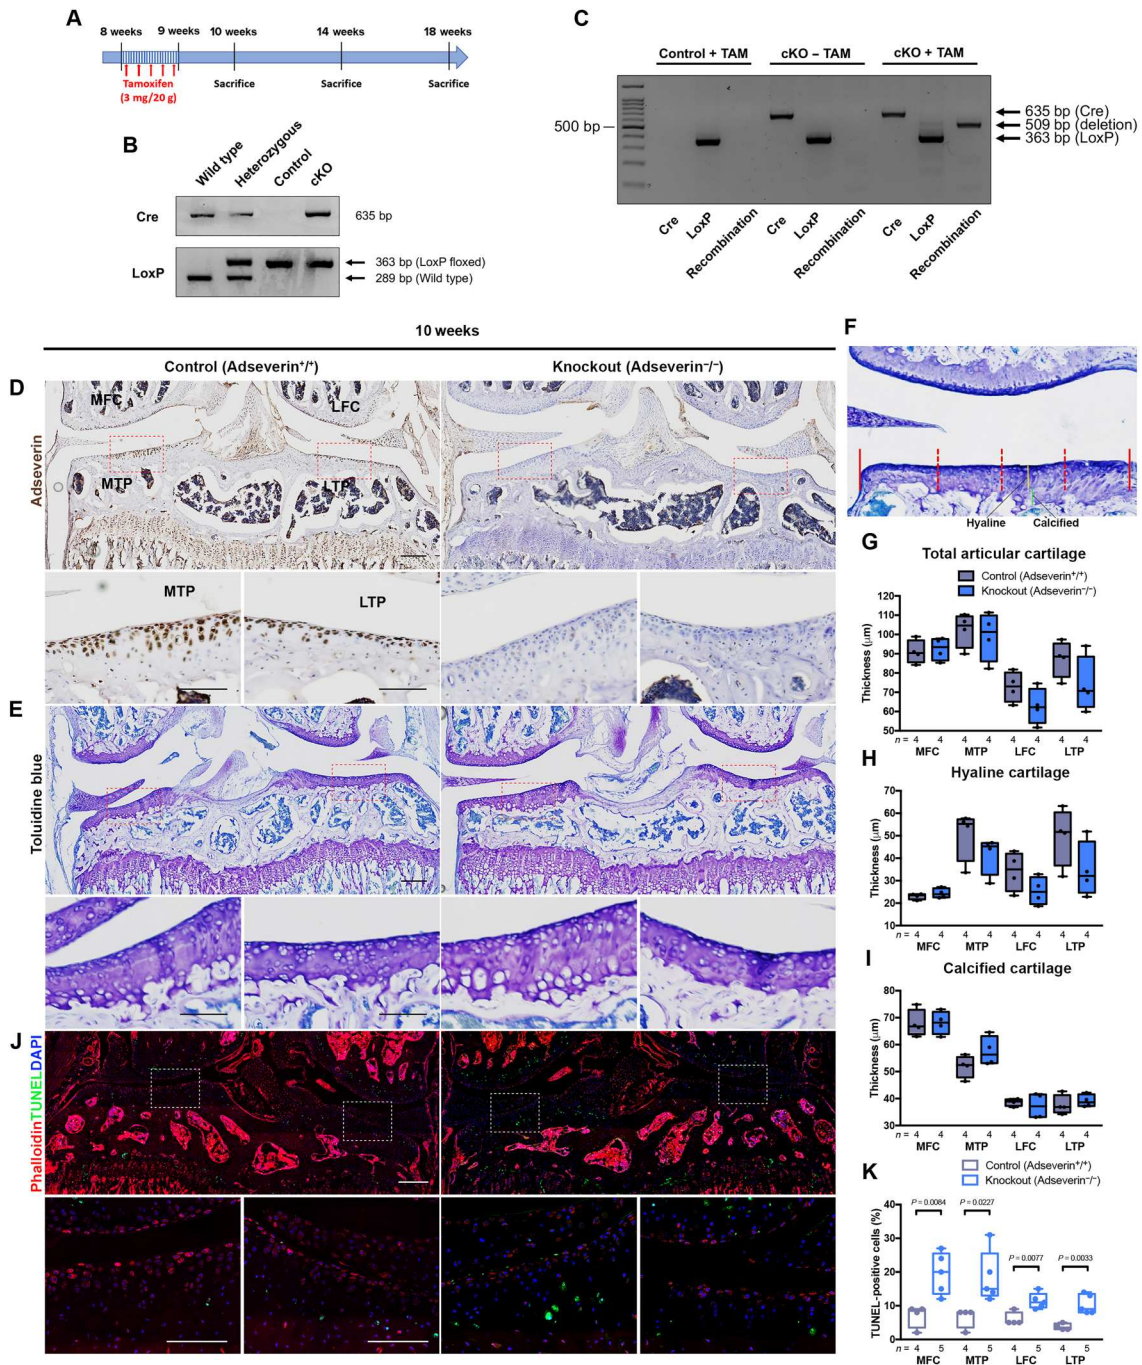 A
8 weeks
9 weeks
10 weeks
14 weeks
18 weeks
Tamoxifen
(3 mg/20 g)
Sacrifice
Sacrifice
Sacrifice
B
Wild type
Heterozygous
Control
cKO
Cre
635 bp
LoxP
363 bp (LoxP floxed)
289 bp (Wild type)
C
Control + TAM
cKO – TAM
cKO + TAM
500 bp
635 bp (Cre)
509 bp (deletion)
363 bp (LoxP)
Cre
LoxP
Recombination
Cre
LoxP
Recombination
Cre
LoxP
Recombination
10 weeks
Control (Adseverin⁺/⁺)
Knockout (Adseverin⁻/⁻)
D
Adseverin
MFC
LFC
MTP
LTP
MTP
LTP
E
Toluidine blue
J
Phalloidin TUNEL DAPI
F
Hyaline
Calcified
G
Total articular cartilage
Control (Adseverin⁺/⁺)
Knockout (Adseverin⁻/⁻)
Thickness (μm)
120
110
100
90
80
70
60
50
n = 4 4 4 4 4 4 4 4
MFC MTP LFC LTP
H
Hyaline cartilage
Thickness (μm)
70
60
50
40
30
20
10
n = 4 4 4 4 4 4 4 4
MFC MTP LFC LTP
I
Calcified cartilage
Thickness (μm)
80
70
60
50
40
30
n = 4 4 4 4 4 4 4 4
MFC MTP LFC LTP
K
Control (Adseverin⁺/⁺)
Knockout (Adseverin⁻/⁻)
TUNEL-positive cells (%)
40
30
20
10
0
P = 0.0084
P = 0.0227
P = 0.0077
P = 0.0033
n = 4 5 4 5 4 5 4 5
MFC MTP LFC LTP